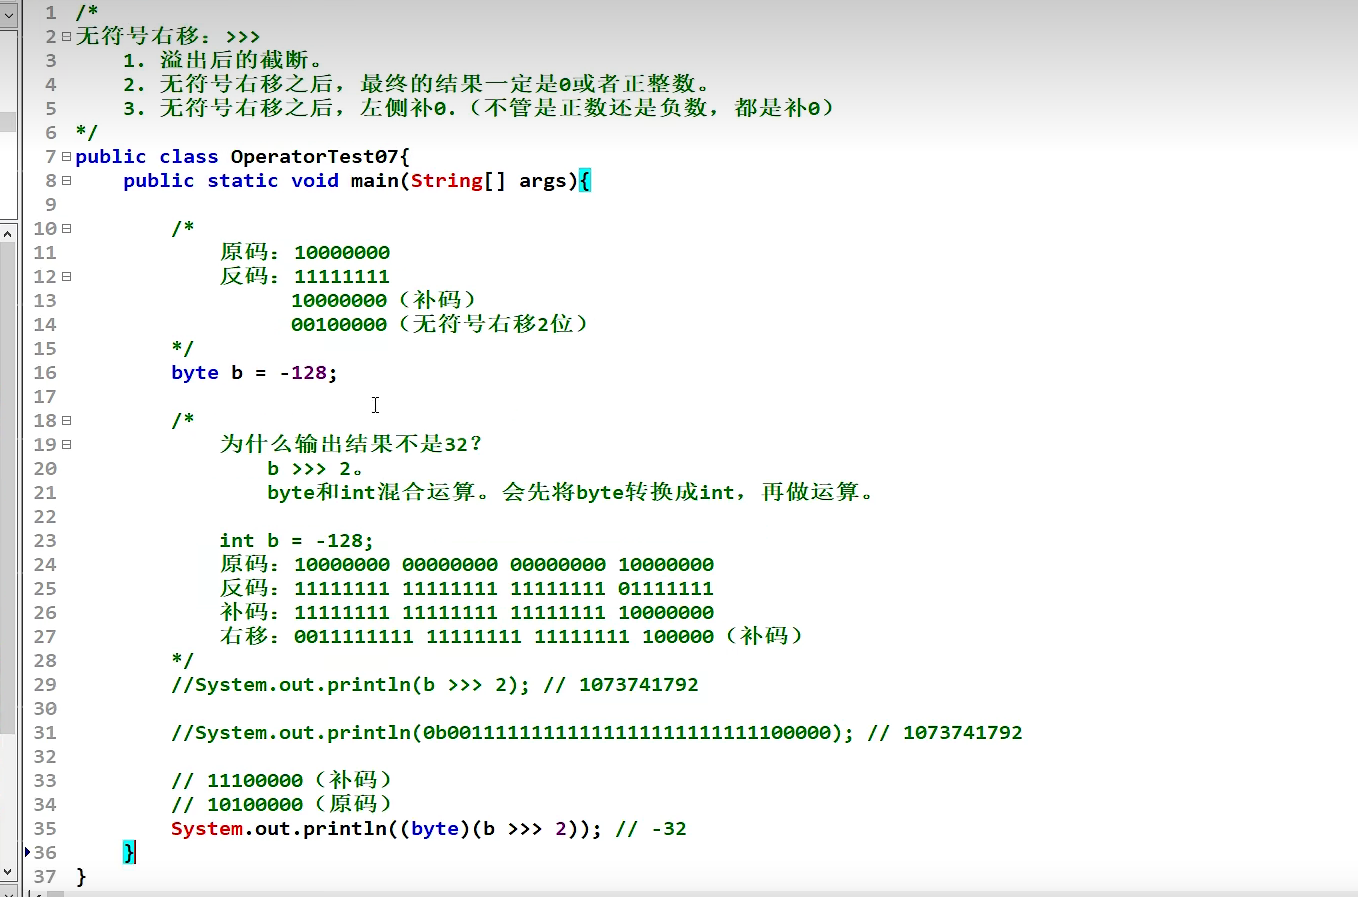 1 /*
2 无符号右移：>>>
3 1. 溢出后的截断。
4 2. 无符号右移之后，最终的结果一定是0或者正整数。
5 3. 无符号右移之后，左侧补0.（不管是正数还是负数，都是补0）
6 */
7 public class OperatorTest07{
8 public static void main(String[] args){
9
10 /*
11 原码：10000000
12 反码：11111111
13 10000000（补码）
14 00100000（无符号右移2位）
15 */
16 byte b = -128;
17
18 /*
19 为什么输出结果不是32？
20 b >>> 2。
21 byte和int混合运算。会先将byte转换成int，再做运算。
22
23 int b = -128;
24 原码：10000000 00000000 00000000 10000000
25 反码：11111111 11111111 11111111 01111111
26 补码：11111111 11111111 11111111 10000000
27 右移：0011111111 11111111 11111111 100000（补码）
28 */
29 //System.out.println(b >>> 2); // 1073741792
30
31 //System.out.println(0b00111111111111111111111111100000); // 1073741792
32
33 // 11100000（补码）
34 // 10100000（原码）
35 System.out.println((byte)(b >>> 2)); // -32
36 }
37 }